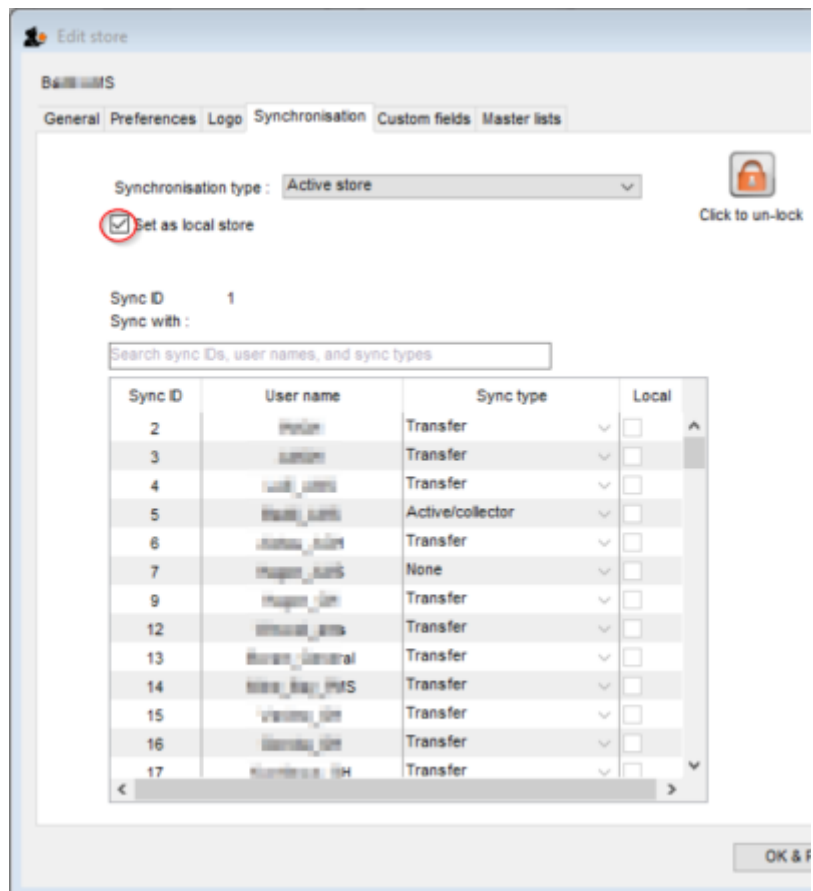 Edit store
General Preferences Logo Synchronisation Custom fields Master lists
Synchronisation type : Active store
Set as local store
Click to un-lock
Sync ID 1
Sync with :
Search sync IDs, user names, and sync types
Sync ID User name Sync type Local
2 Transfer
3 Transfer
4 Transfer
5 Active/collector
6 Transfer
7 None
9 Transfer
12 Transfer
13 Transfer
14 Transfer
15 Transfer
16 Transfer
17 Transfer
OK &